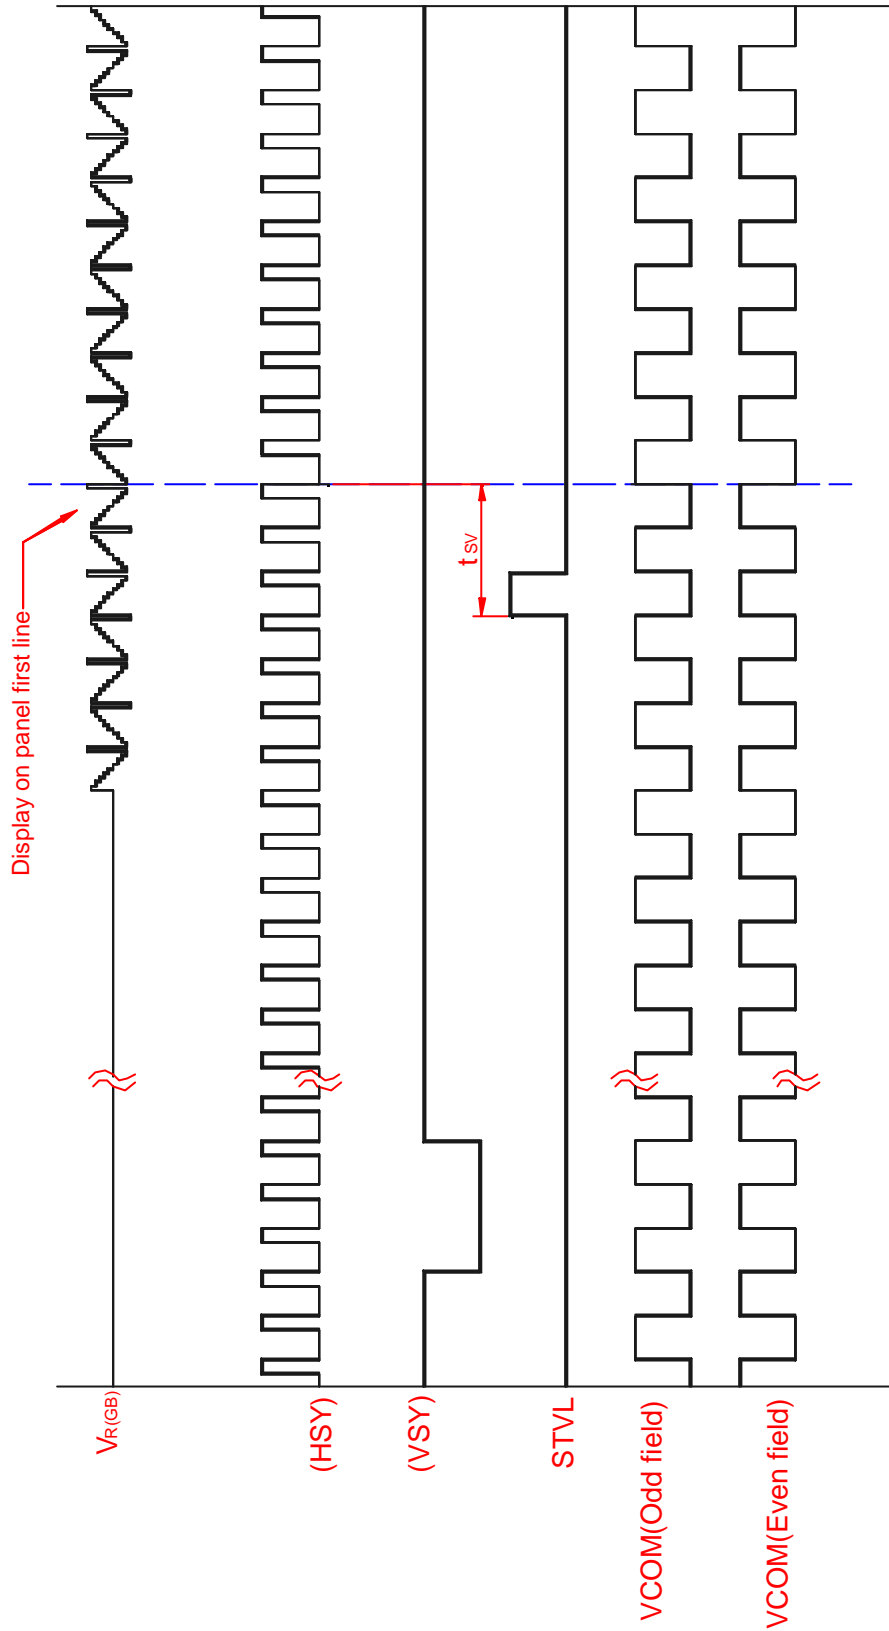 Display on panel first line
VR(GB)
(HSY)
(VSY)
tSV
STVL
VCOM(Odd field)
VCOM(Even field)